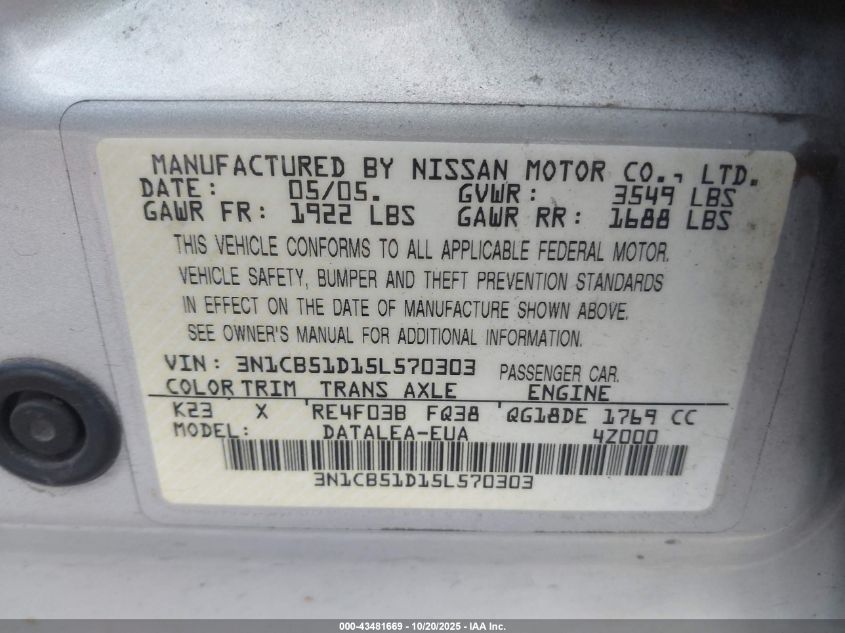 MANUFACTURED BY NISSAN MOTOR CO., LTD.
DATE: 05/05. GVWR: 3549 LBS
GAWR FR: 1922 LBS GAWR RR: 1688 LBS
THIS VEHICLE CONFORMS TO ALL APPLICABLE FEDERAL MOTOR.
VEHICLE SAFETY, BUMPER AND THEFT PREVENTION STANDARDS
IN EFFECT ON THE DATE OF MANUFACTURE SHOWN ABOVE.
SEE OWNER'S MANUAL FOR ADDITIONAL INFORMATION.
VIN: 3N1CB51D15L570303 PASSENGER CAR.
COLOR TRIM TRANS AXLE ENGINE
K23 X RE4F03B FQ38 QG18DE 1769 CC
MODEL: DATALEA-EUA 4Z000
3N1CB51D15L570303
000-43481669 - 10/20/2025 - IAA Inc.